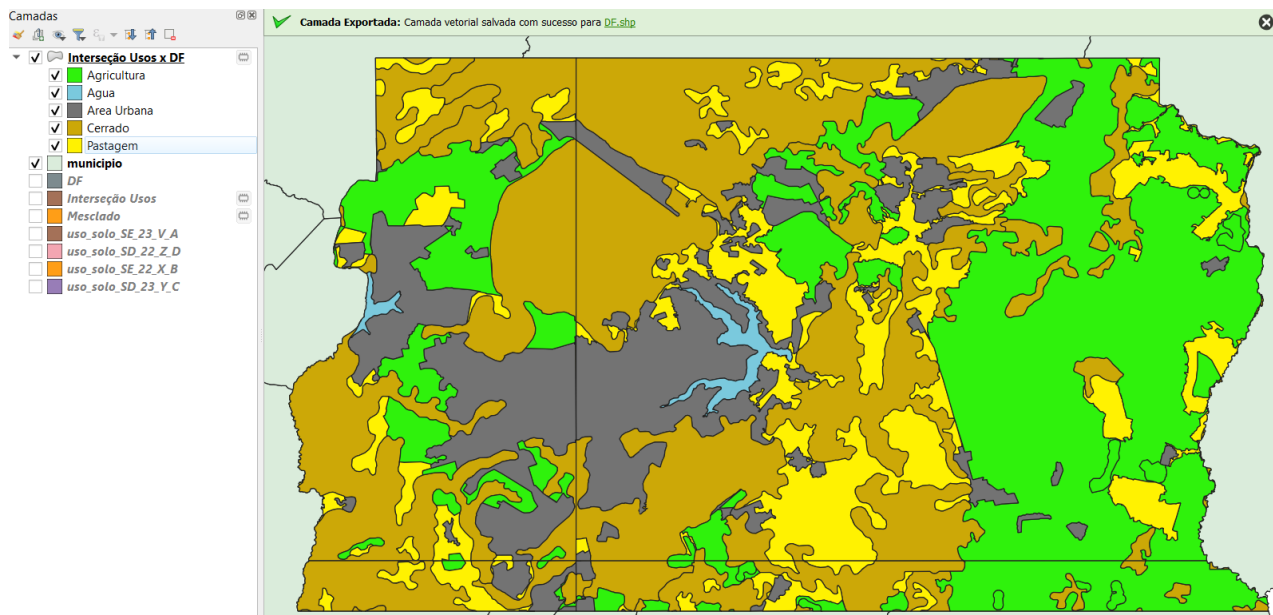 Camadas
Camada Exportada: Camada vetorial salvada com sucesso para DF.shp
Interseção Usos x DF
Agricultura
Agua
Area Urbana
Cerrado
Pastagem
municipio
DF
Interseção Usos
Mesclado
uso_solo_SE_23_V_A
uso_solo_SD_22_Z_D
uso_solo_SE_22_X_B
uso_solo_SD_23_Y_C